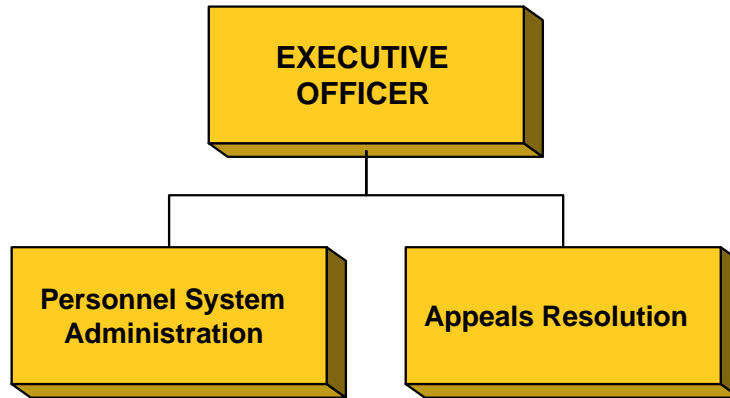 EXECUTIVE
OFFICER
Personnel System
Administration
Appeals Resolution